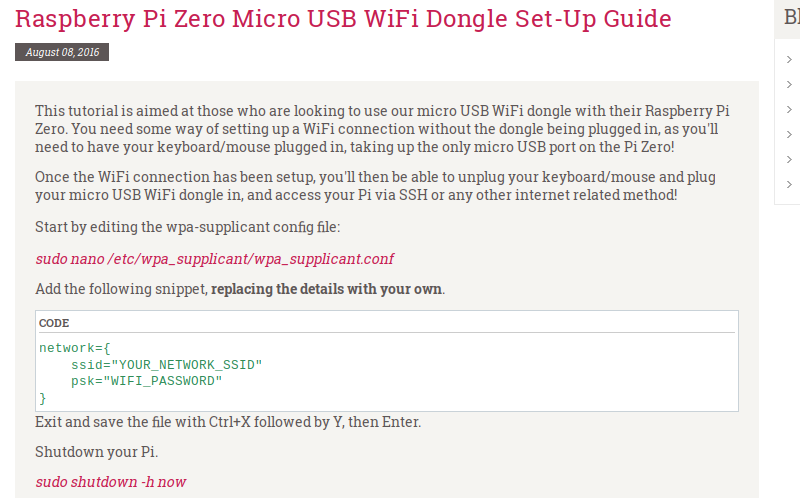 Raspberry Pi Zero Micro USB WiFi Dongle Set-Up Guide
August 08, 2016
This tutorial is aimed at those who are looking to use our micro USB WiFi dongle with their Raspberry Pi
Zero. You need some way of setting up a WiFi connection without the dongle being plugged in, as you'll
need to have your keyboard/mouse plugged in, taking up the only micro USB port on the Pi Zero!
Once the WiFi connection has been setup, you'll then be able to unplug your keyboard/mouse and plug
your micro USB WiFi dongle in, and access your Pi via SSH or any other internet related method!
Start by editing the wpa-supplicant config file:
sudo nano /etc/wpa_supplicant/wpa_supplicant.conf
Add the following snippet, replacing the details with your own.
CODE
network={
    ssid="YOUR_NETWORK_SSID"
    psk="WIFI_PASSWORD"
}
Exit and save the file with Ctrl+X followed by Y, then Enter.
Shutdown your Pi.
sudo shutdown -h now